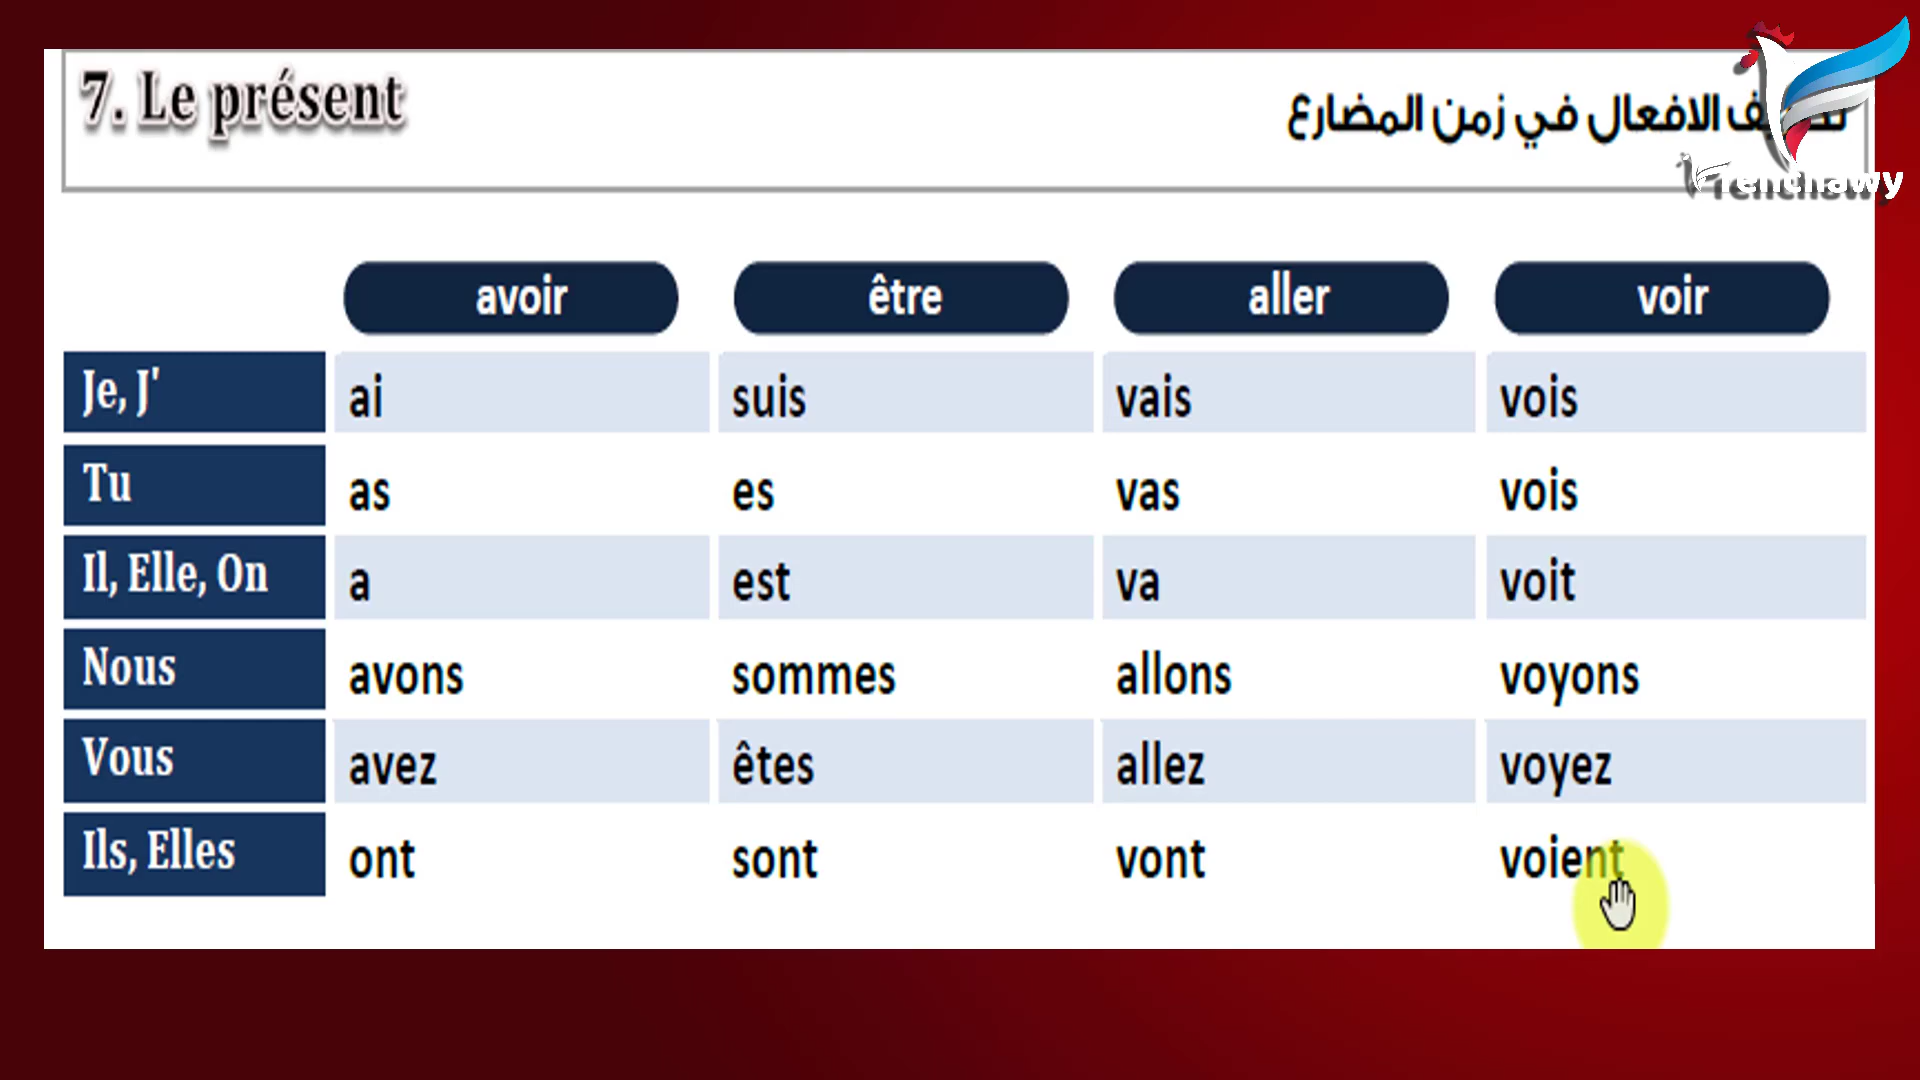 7. Le présent
الافعال في زمن المضارع
Frenchawy
avoir être aller voir
Je, J' ai suis vais vois
Tu as es vas vois
Il, Elle, On a est va voit
Nous avons sommes allons voyons
Vous avez êtes allez voyez
Ils, Elles ont sont vont voient